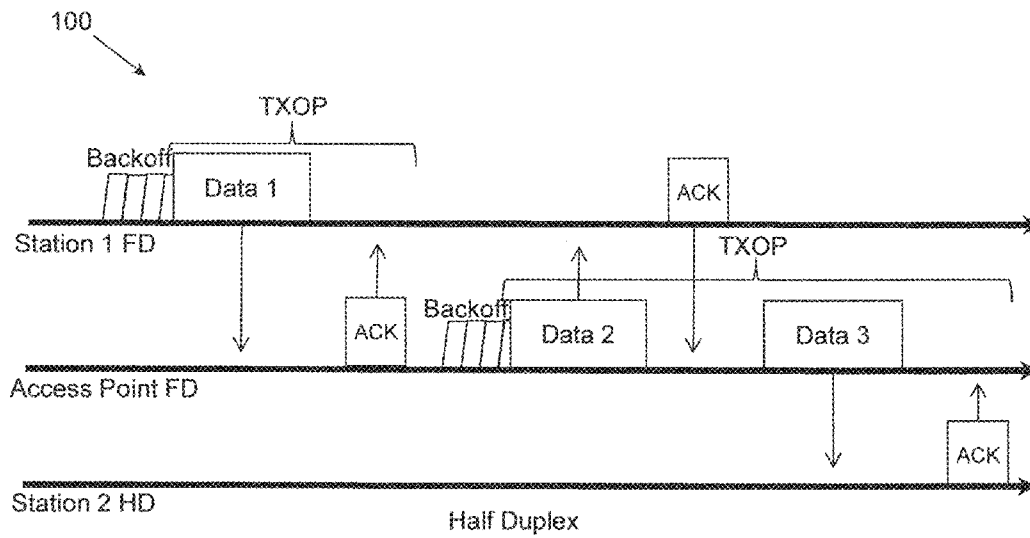 100
TXOP
Backoff
Data 1
ACK
Station 1 FD
TXOP
ACK
Backoff
Data 2
Data 3
Access Point FD
ACK
Station 2 HD
Half Duplex